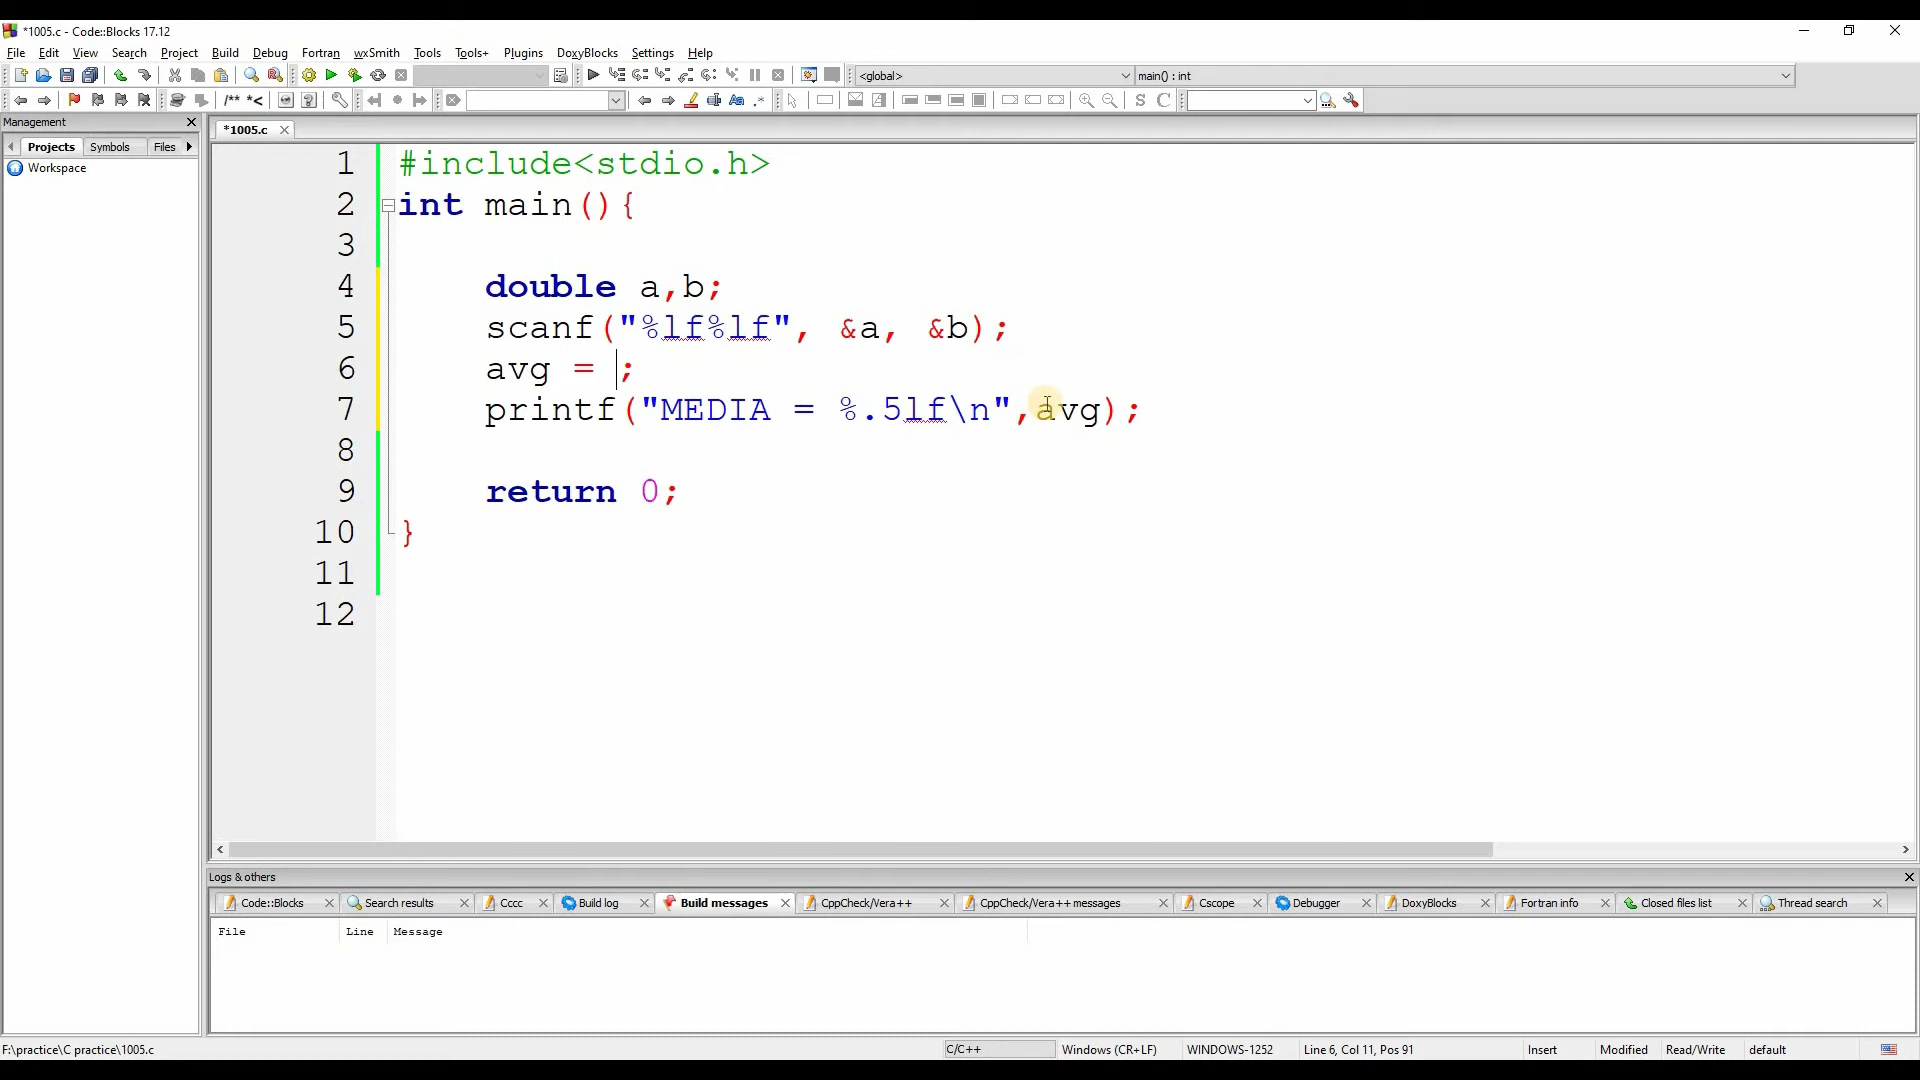 *1005.c - Code::Blocks 17.12
File Edit View Search Project Build Debug Fortran wxSmith Tools Tools+ Plugins DoxyBlocks Settings Help
<global> main() : int
/** *< Aa .* S C
Management
*1005.c
Projects Symbols Files
Workspace
1 #include<stdio.h>
2 int main(){
3
4 double a,b;
5 scanf("%lf%lf", &a, &b);
6 avg = ;
7 printf("MEDIA = %.5lf\n",avg);
8
9 return 0;
10 }
11
12
Logs & others
Code::Blocks Search results Cccc Build log Build messages CppCheck/Vera++ CppCheck/Vera++ messages Cscope Debugger DoxyBlocks Fortran info Closed files list Thread search
File Line Message
F:\practice\C practice\1005.c C/C++ Windows (CR+LF) WINDOWS-1252 Line 6, Col 11, Pos 91 Insert Modified Read/Write default